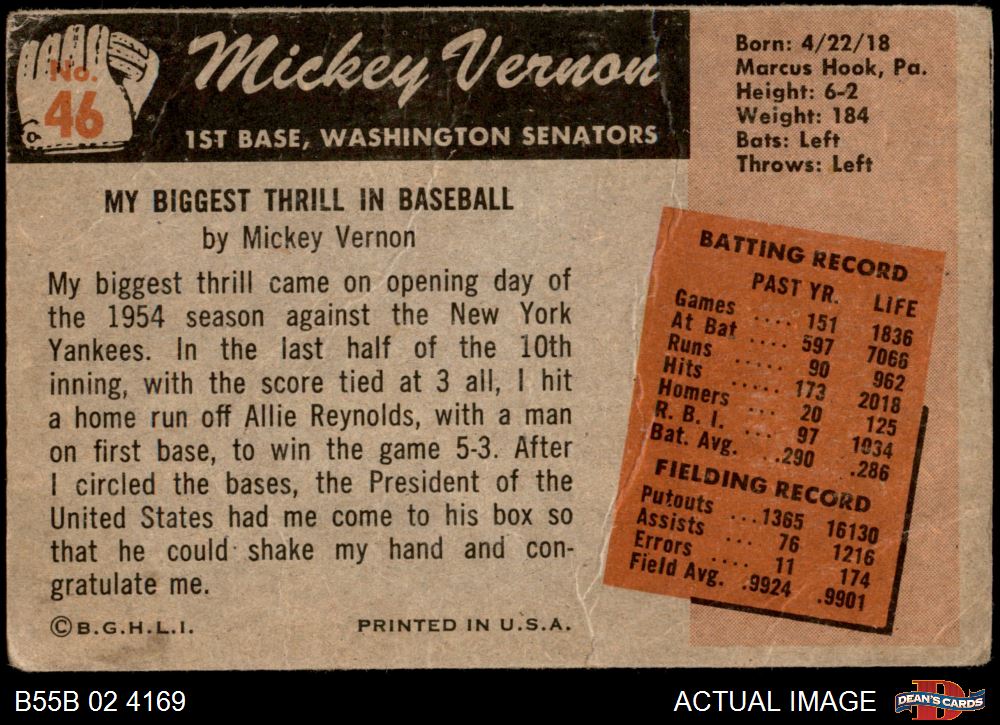 No.
46
Mickey Vernon
1ST BASE, WASHINGTON SENATORS
Born: 4/22/18
Marcus Hook, Pa.
Height: 6-2
Weight: 184
Bats: Left
Throws: Left
MY BIGGEST THRILL IN BASEBALL
by Mickey Vernon
My biggest thrill came on opening day of
the 1954 season against the New York
Yankees. In the last half of the 10th
inning, with the score tied at 3 all, I hit
a home run off Allie Reynolds, with a man
on first base, to win the game 5-3. After
I circled the bases, the President of the
United States had me come to his box so
that he could shake my hand and con-
gratulate me.
©B.G.H.L.I. PRINTED IN U.S.A.
BATTING RECORD
PAST YR. LIFE
Games .... 151 1836
At Bat .... 597 7066
Runs ..... 90 962
Hits ..... 173 2018
Homers ... 20 125
R. B. I. ... 97 1034
Bat. Avg. ..290 .286
FIELDING RECORD
Putouts ...1365 16130
Assists ... 76 1216
Errors .... 11 174
Field Avg. .9924 .9901
B55B 02 4169 ACTUAL IMAGE DEAN'S CARDS